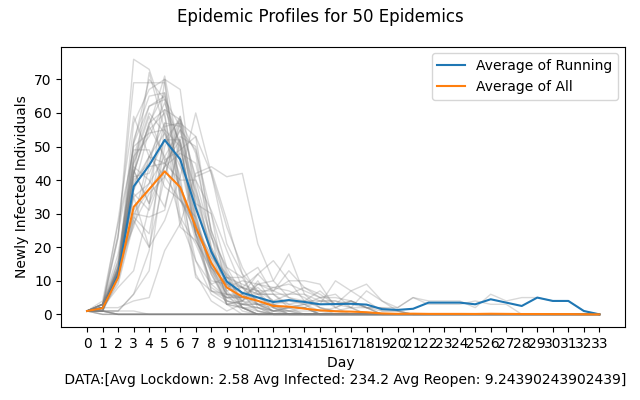 Epidemic Profiles for 50 Epidemics
Average of Running
Average of All
Newly Infected Individuals
70
60
50
40
30
20
10
0
0 1 2 3 4 5 6 7 8 9 10 11 12 13 14 15 16 17 18 19 20 21 22 23 24 25 26 27 28 29 30 31 32 33
Day
DATA:[Avg Lockdown: 2.58 Avg Infected: 234.2 Avg Reopen: 9.24390243902439]